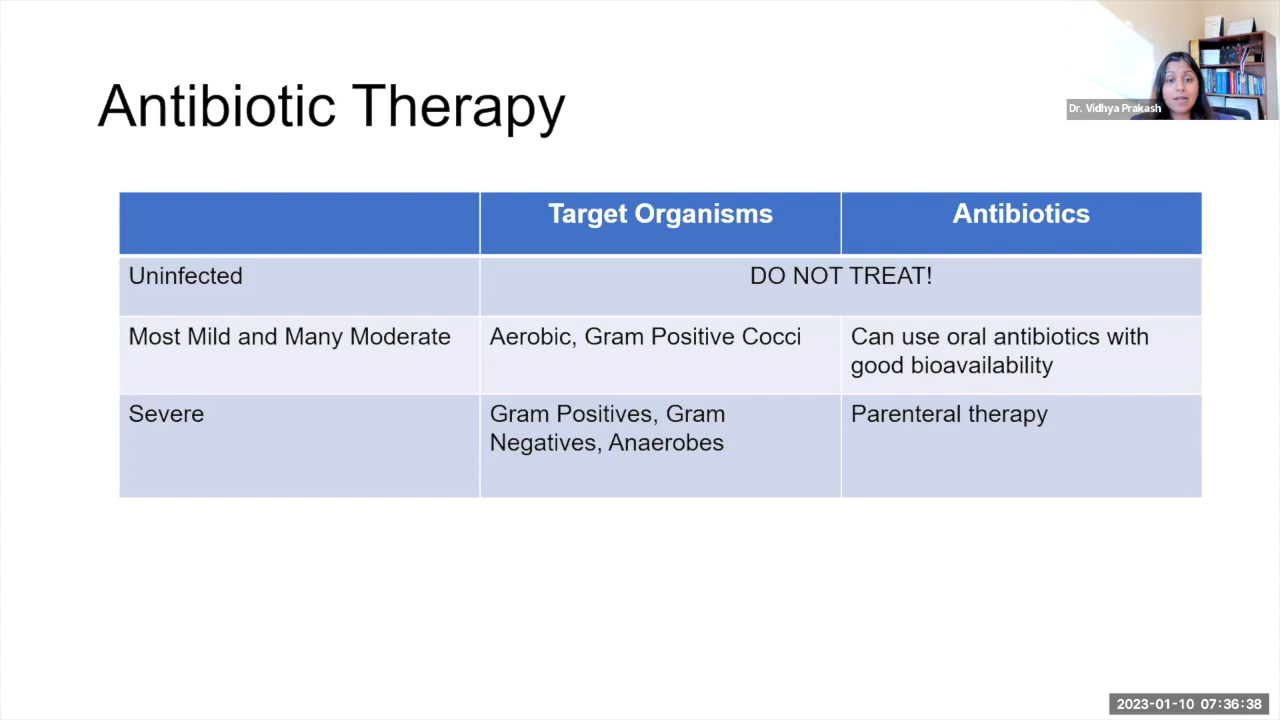 Antibiotic Therapy
Dr. Vidhya Prakash
Target Organisms
Antibiotics
Uninfected
DO NOT TREAT!
Most Mild and Many Moderate
Aerobic, Gram Positive Cocci
Can use oral antibiotics with
good bioavailability
Severe
Gram Positives, Gram
Negatives, Anaerobes
Parenteral therapy
2023-01-10 07:36:38